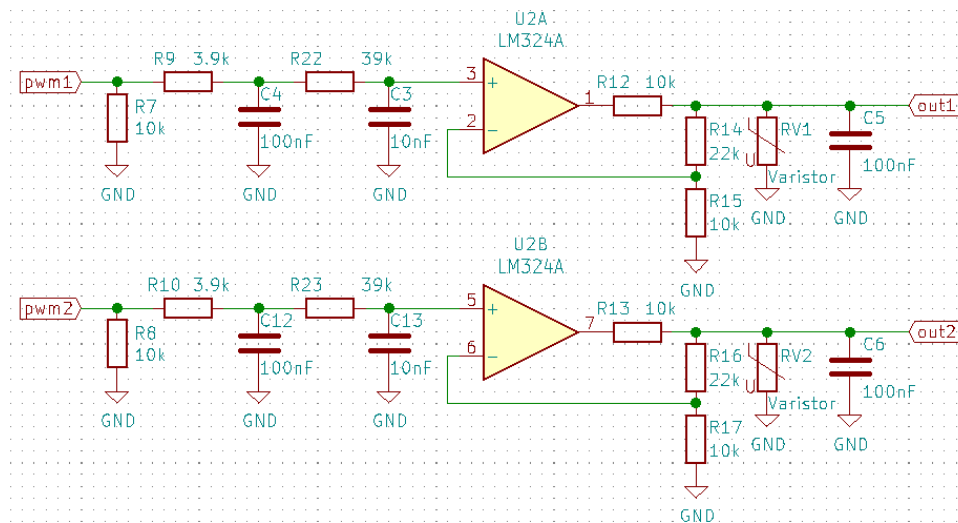 U2A
LM324A
R9 3.9k
R22 39k
pwm1
R7
10k
GND
C4
100nF
GND
C3
10nF
GND
3
+
2
-
1
R12 10k
R14
22k
R15
10k
GND
RV1
U
Varistor
GND
C5
100nF
GND
out1
U2B
LM324A
R10 3.9k
R23 39k
pwm2
R8
10k
GND
C12
100nF
GND
C13
10nF
GND
5
+
6
-
7
R13 10k
R16
22k
R17
10k
GND
RV2
U
Varistor
GND
C6
100nF
GND
out2